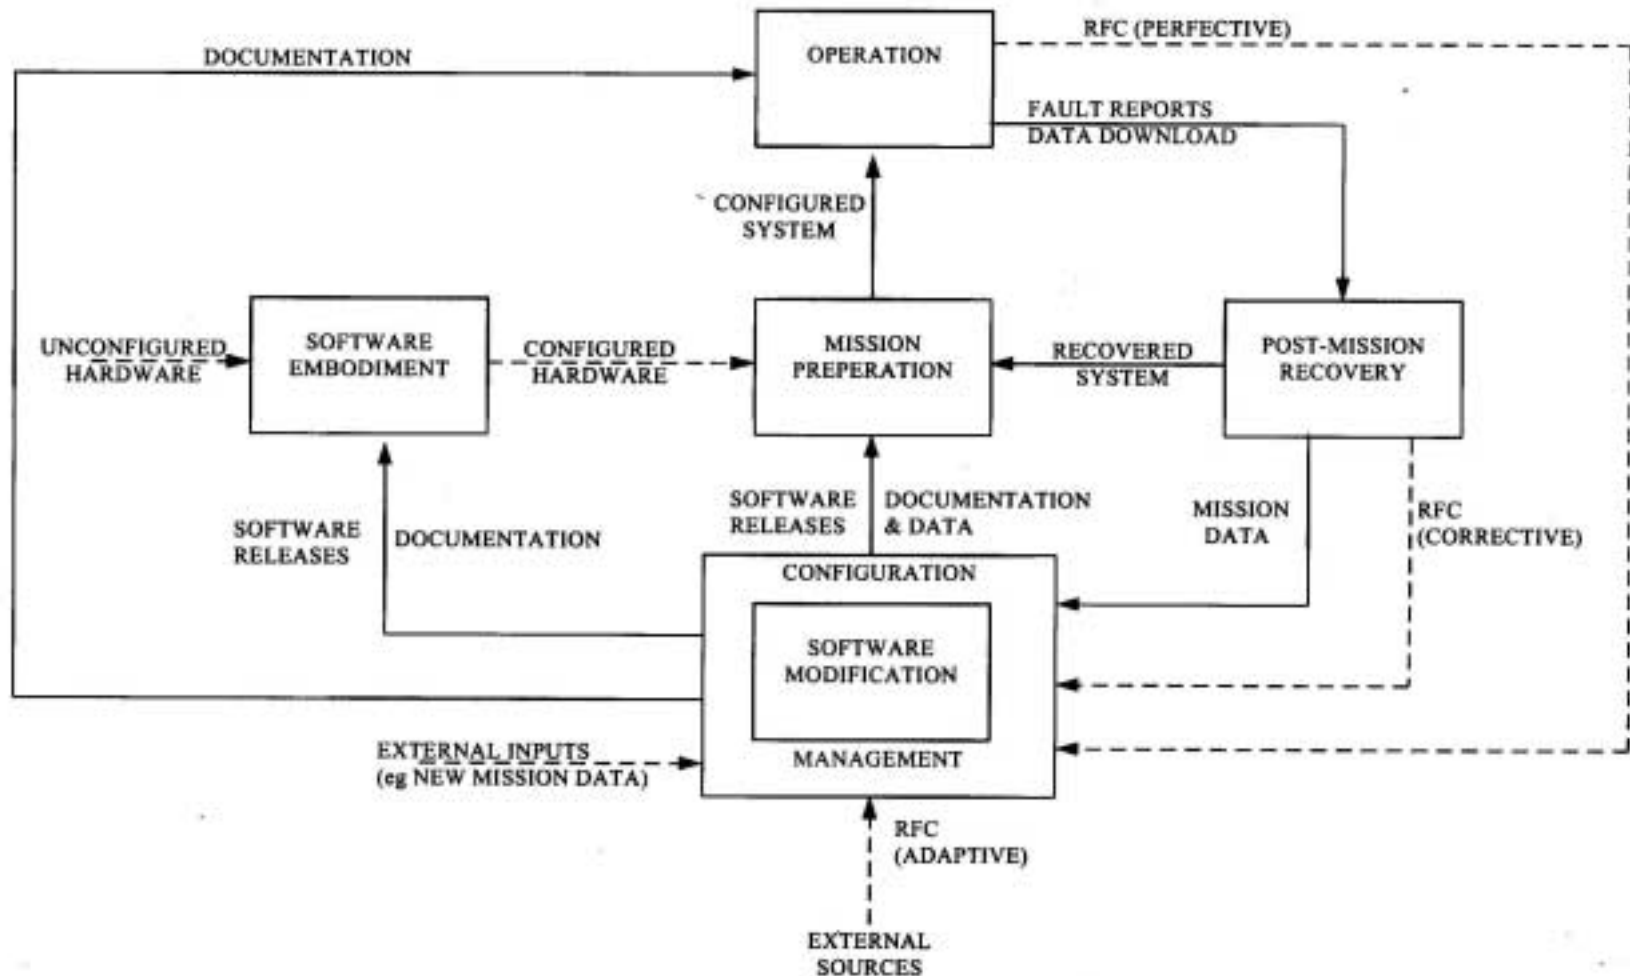 OPERATION
RFC (PERFECTIVE)
DOCUMENTATION
FAULT REPORTS
DATA DOWNLOAD
CONFIGURED
SYSTEM
UNCONFIGURED
HARDWARE
SOFTWARE
EMBODIMENT
CONFIGURED
HARDWARE
MISSION
PREPERATION
RECOVERED
SYSTEM
POST-MISSION
RECOVERY
SOFTWARE
RELEASES
DOCUMENTATION
SOFTWARE
RELEASES
DOCUMENTATION
& DATA
MISSION
DATA
RFC
(CORRECTIVE)
CONFIGURATION
SOFTWARE
MODIFICATION
MANAGEMENT
EXTERNAL INPUTS
(eg NEW MISSION DATA)
RFC
(ADAPTIVE)
EXTERNAL
SOURCES